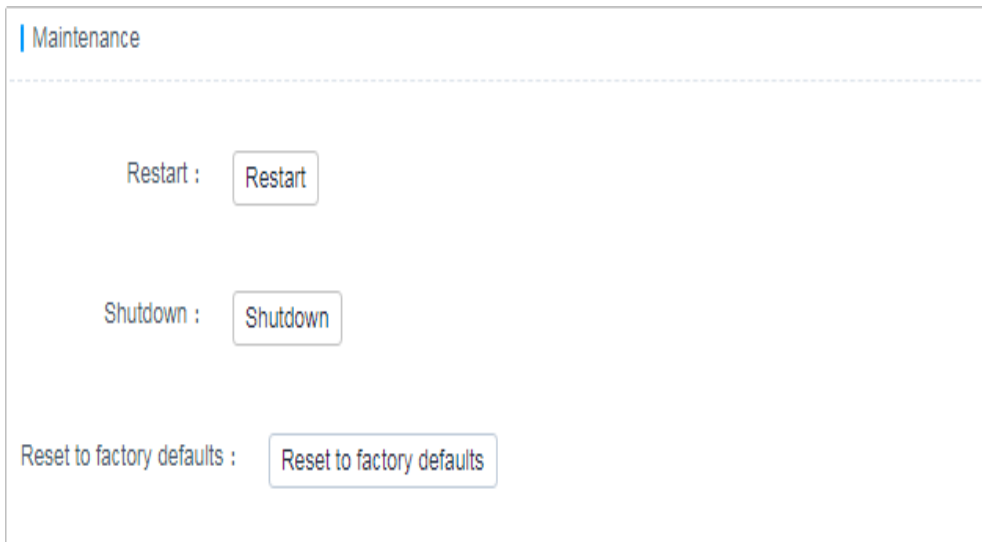 Maintenance
Restart : Restart
Shutdown : Shutdown
Reset to factory defaults : Reset to factory defaults